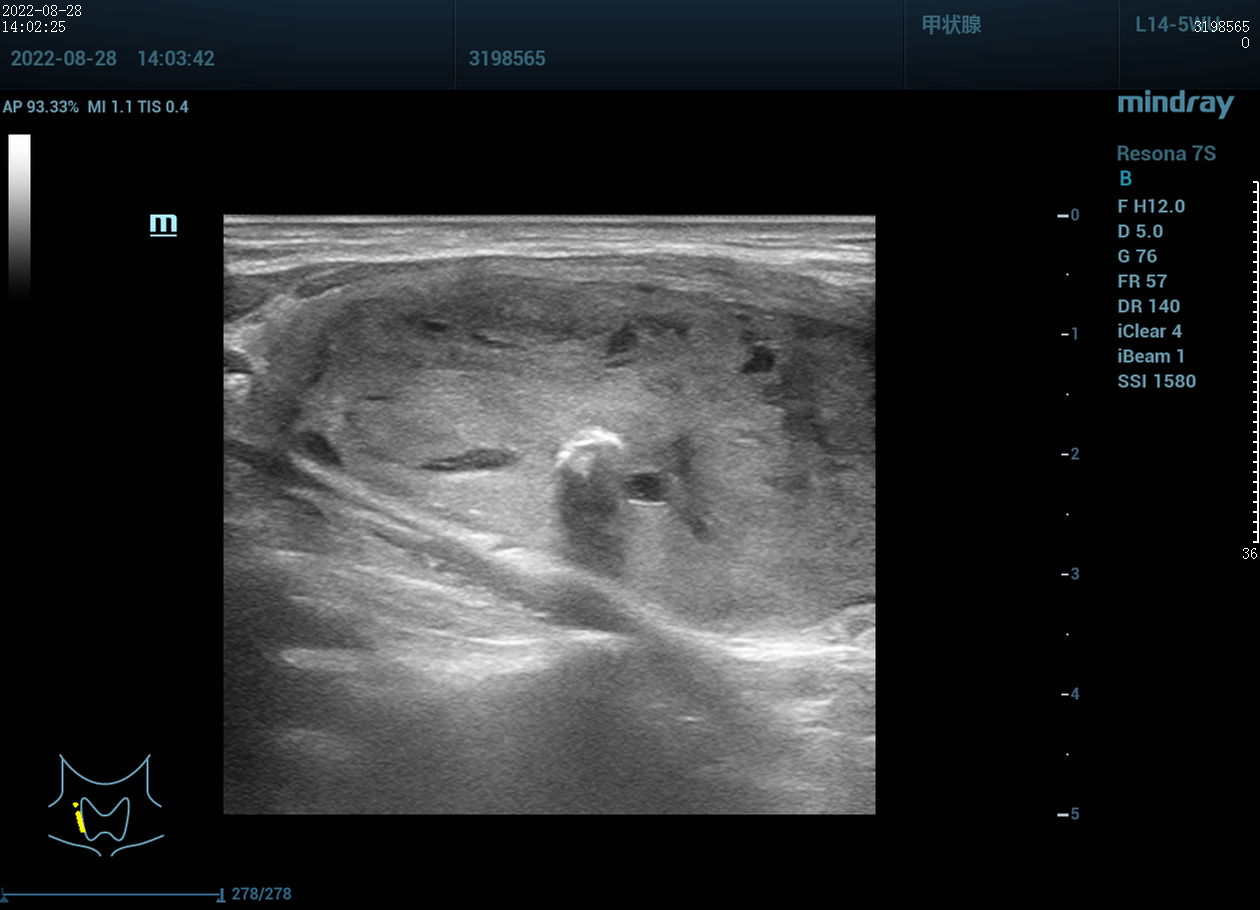 2022-08-28
14:02:25
甲状腺
3198565
0
2022-08-28 14:03:42
3198565
AP 93.33% MI 1.1 TIS 0.4
mindray
Resona 7S
B
F H12.0
D 5.0
G 76
FR 57
DR 140
iClear 4
iBeam 1
SSI 1580
m
0
1
2
3
4
5
36
278/278